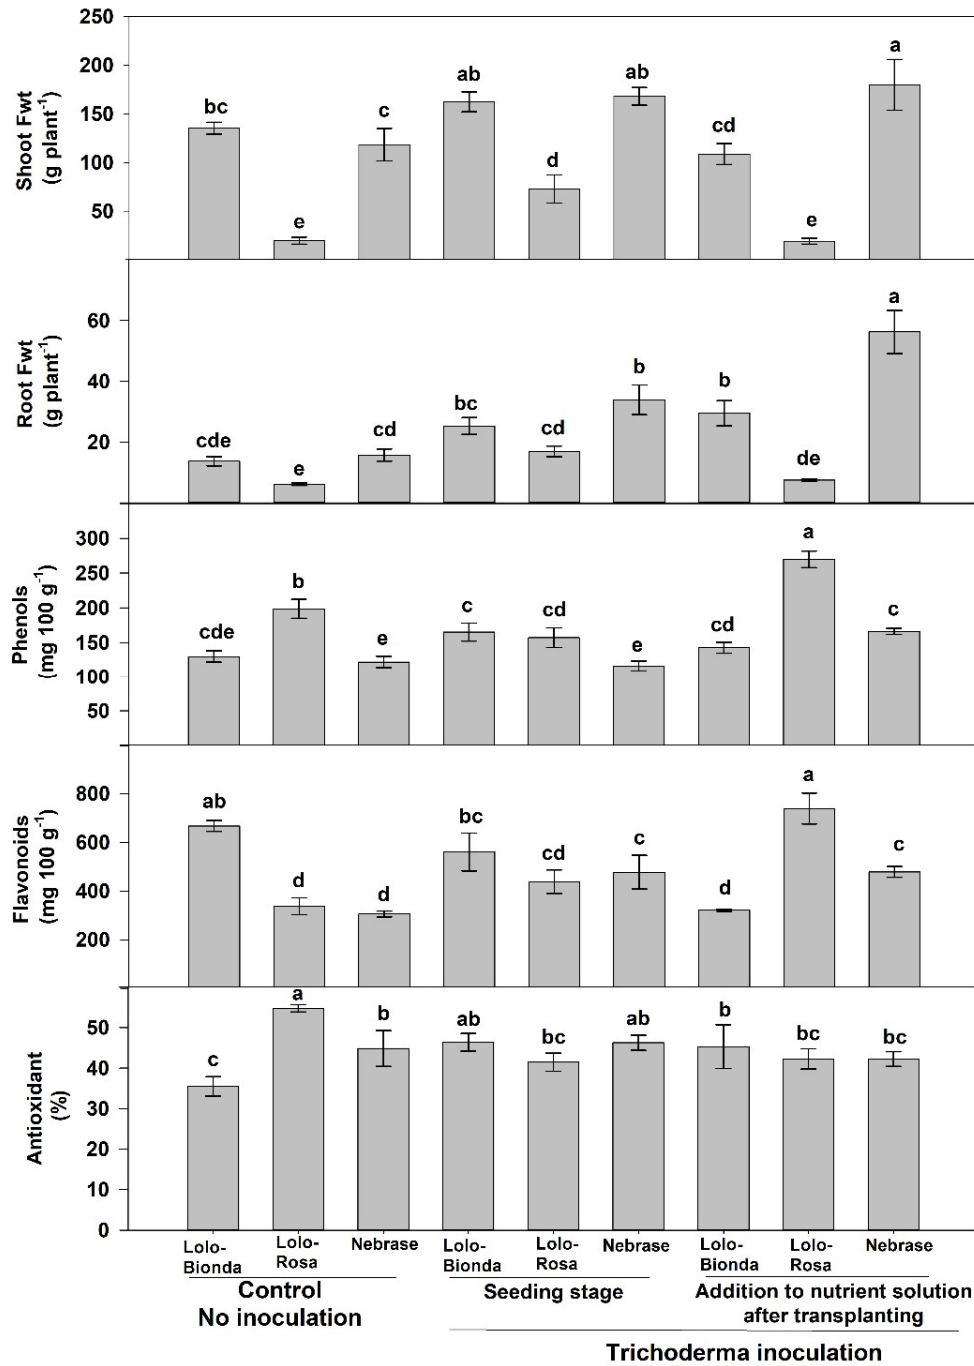 250
200
150
100
50
Shoot Fwt
(g plant⁻¹)
bc
e
c
ab
d
ab
cd
e
a
60
40
20
Root Fwt
(g plant⁻¹)
cde
e
cd
bc
cd
b
b
de
a
300
250
200
150
100
50
Phenols
(mg 100 g⁻¹)
cde
b
e
c
cd
e
cd
a
c
800
600
400
200
Flavonoids
(mg 100 g⁻¹)
ab
d
d
bc
cd
c
d
a
c
50
40
30
20
10
0
Antioxidant
(%)
c
a
b
ab
bc
ab
b
bc
bc
Lolo-
Bionda
Lolo-
Rosa
Nebrase
Lolo-
Bionda
Lolo-
Rosa
Nebrase
Lolo-
Bionda
Lolo-
Rosa
Nebrase
Control
No inoculation
Seeding stage
Addition to nutrient solution
after transplanting
Trichoderma inoculation